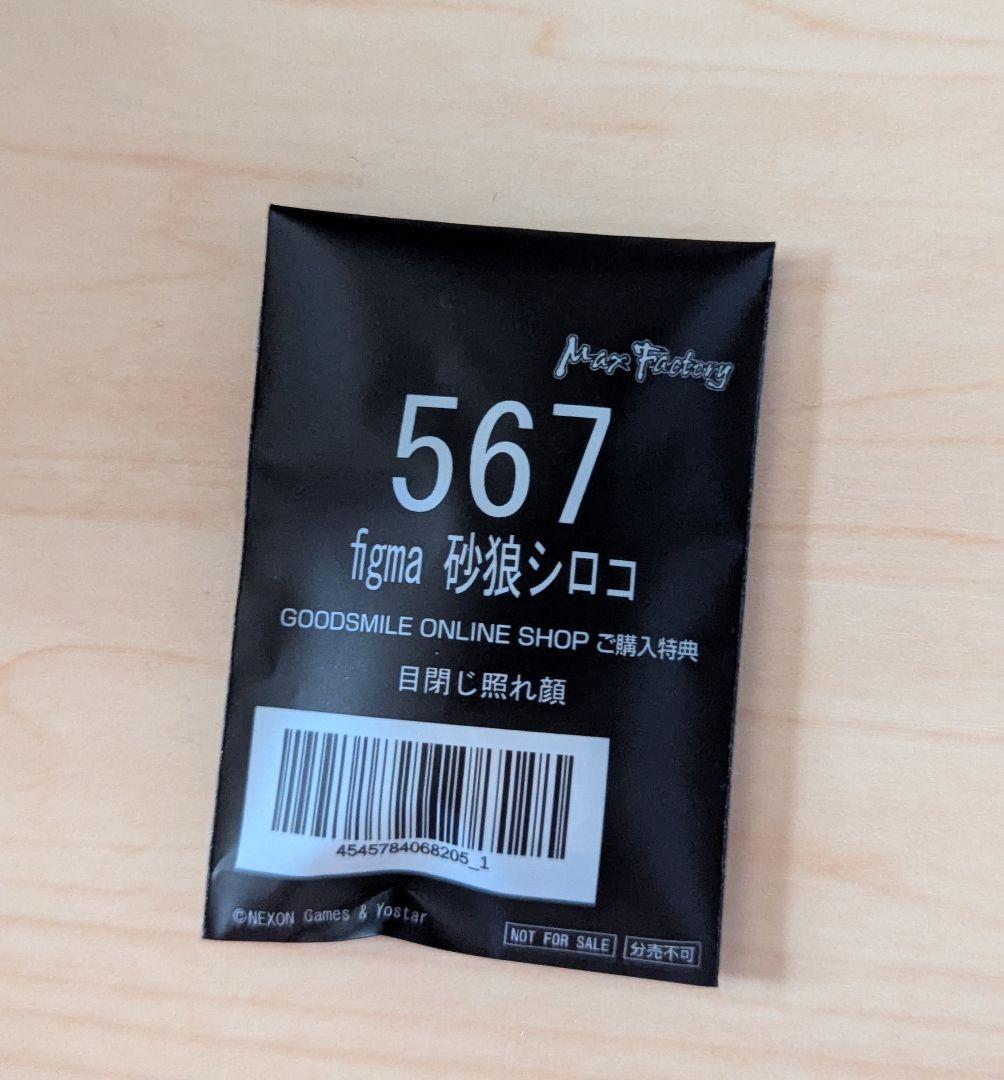 Max Factory
567
figma 砂狼シロコ
GOODSMILE ONLINE SHOP ご購入特典
目閉じ照れ顔
4545784068205_1
©NEXON Games & Yostar
NOT FOR SALE 分売不可